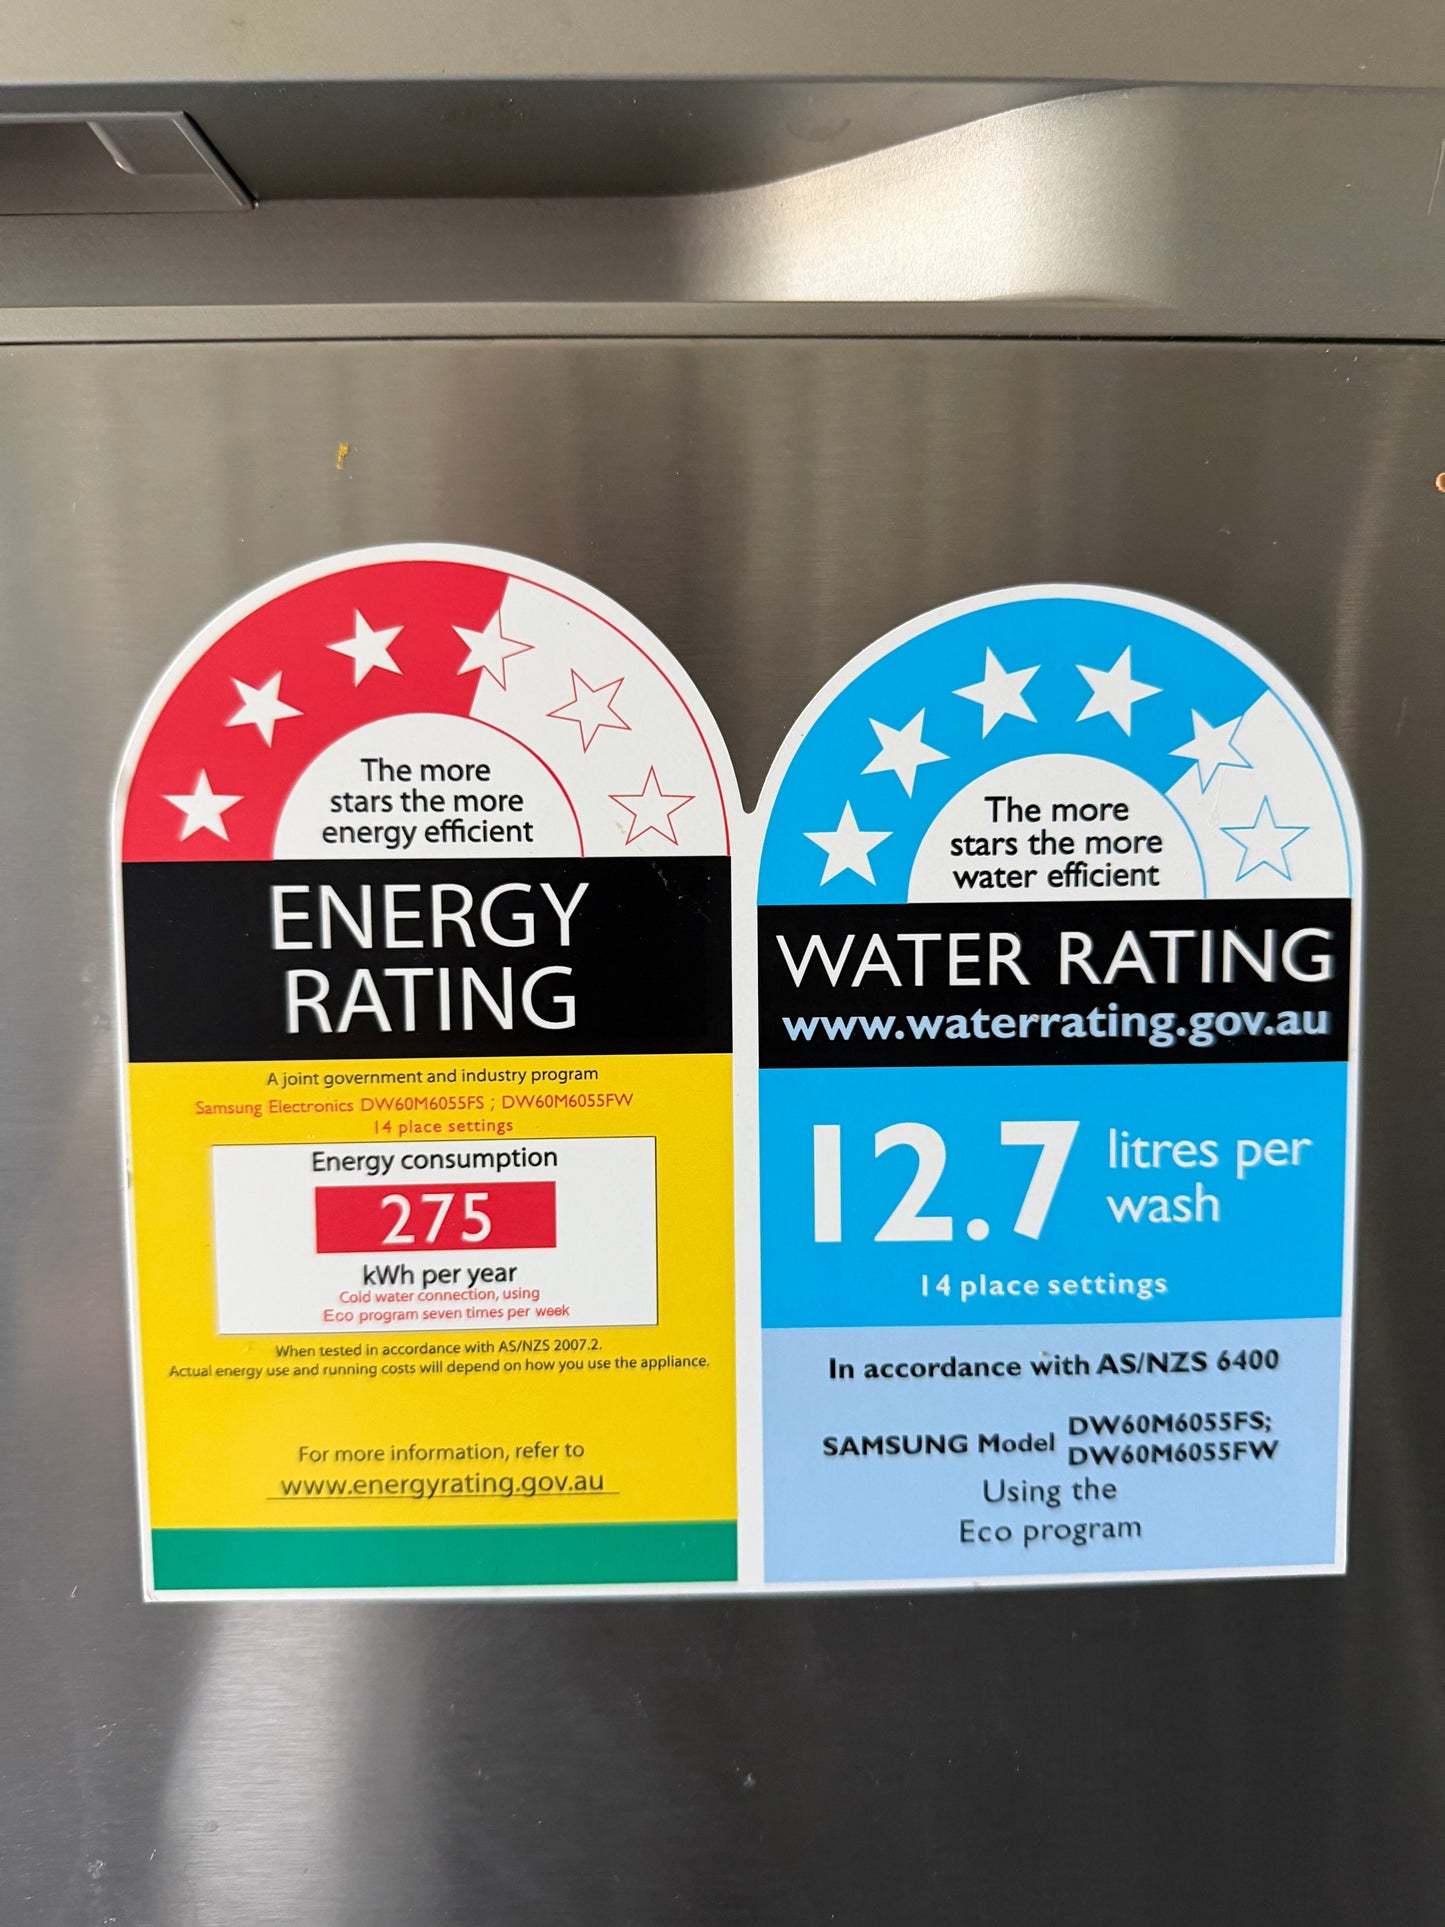 The more
stars the more
energy efficient
ENERGY
RATING
A joint government and industry program
Samsung Electronics DW60M6055FS ; DW60M6055FW
14 place settings
Energy consumption
275
kWh per year
Cold water connection, using
Eco program seven times per week
When tested in accordance with AS/NZS 2007.2.
Actual energy use and running costs will depend on how you use the appliance.
For more information, refer to
www.energyrating.gov.au
The more
stars the more
water efficient
WATER RATING
www.waterrating.gov.au
12.7 litres per
wash
14 place settings
In accordance with AS/NZS 6400
SAMSUNG Model DW60M6055FS;
DW60M6055FW
Using the
Eco program